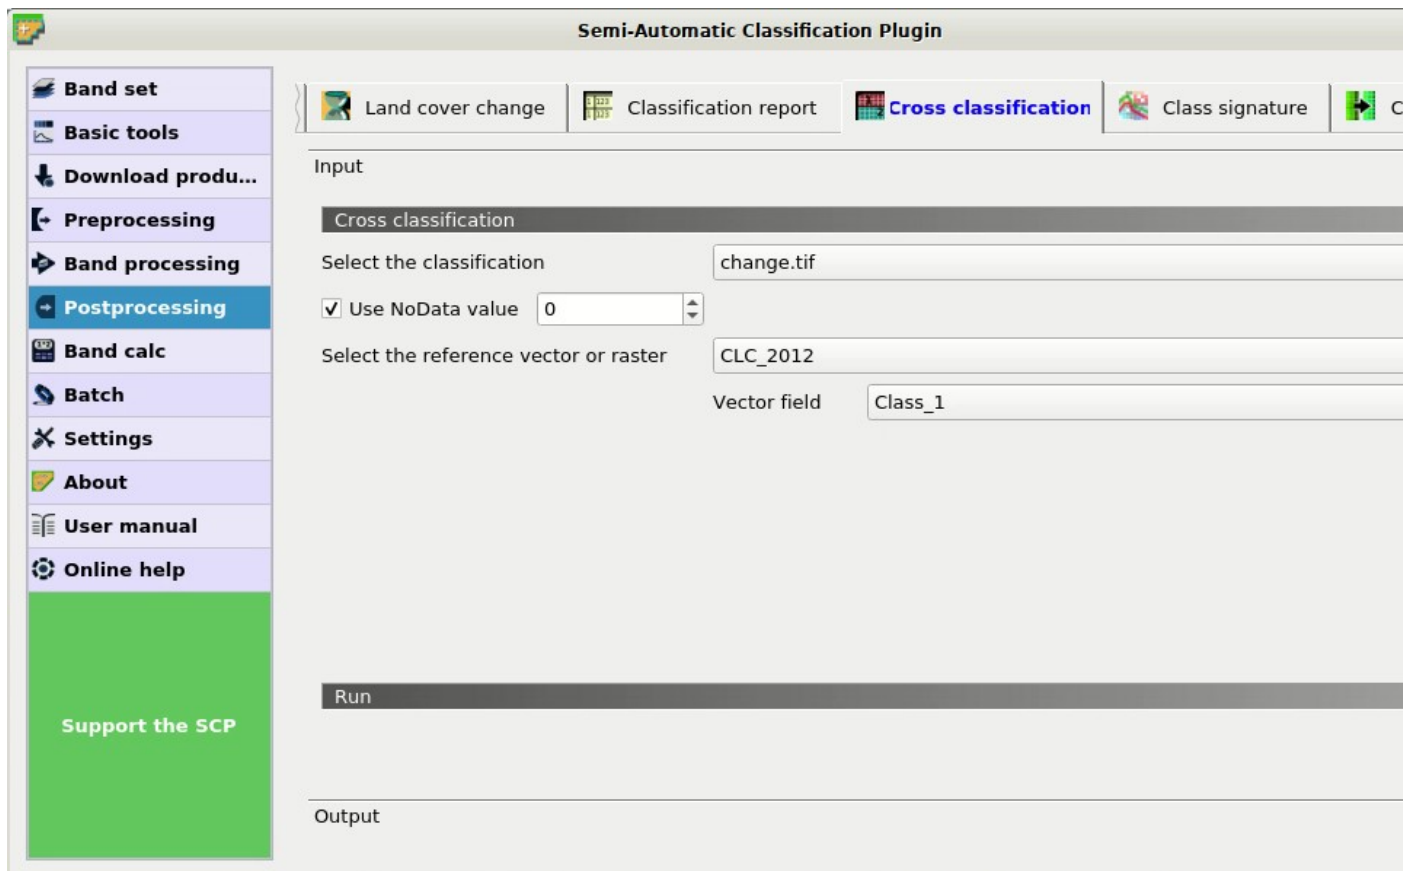 Semi-Automatic Classification Plugin
Band set
Basic tools
Download produ...
Preprocessing
Band processing
Postprocessing
Band calc
Batch
Settings
About
User manual
Online help
Support the SCP
Land cover change Classification report Cross classification Class signature C
Input
Cross classification
Select the classification change.tif
Use NoData value 0
Select the reference vector or raster CLC_2012
Vector field Class_1
Run
Output